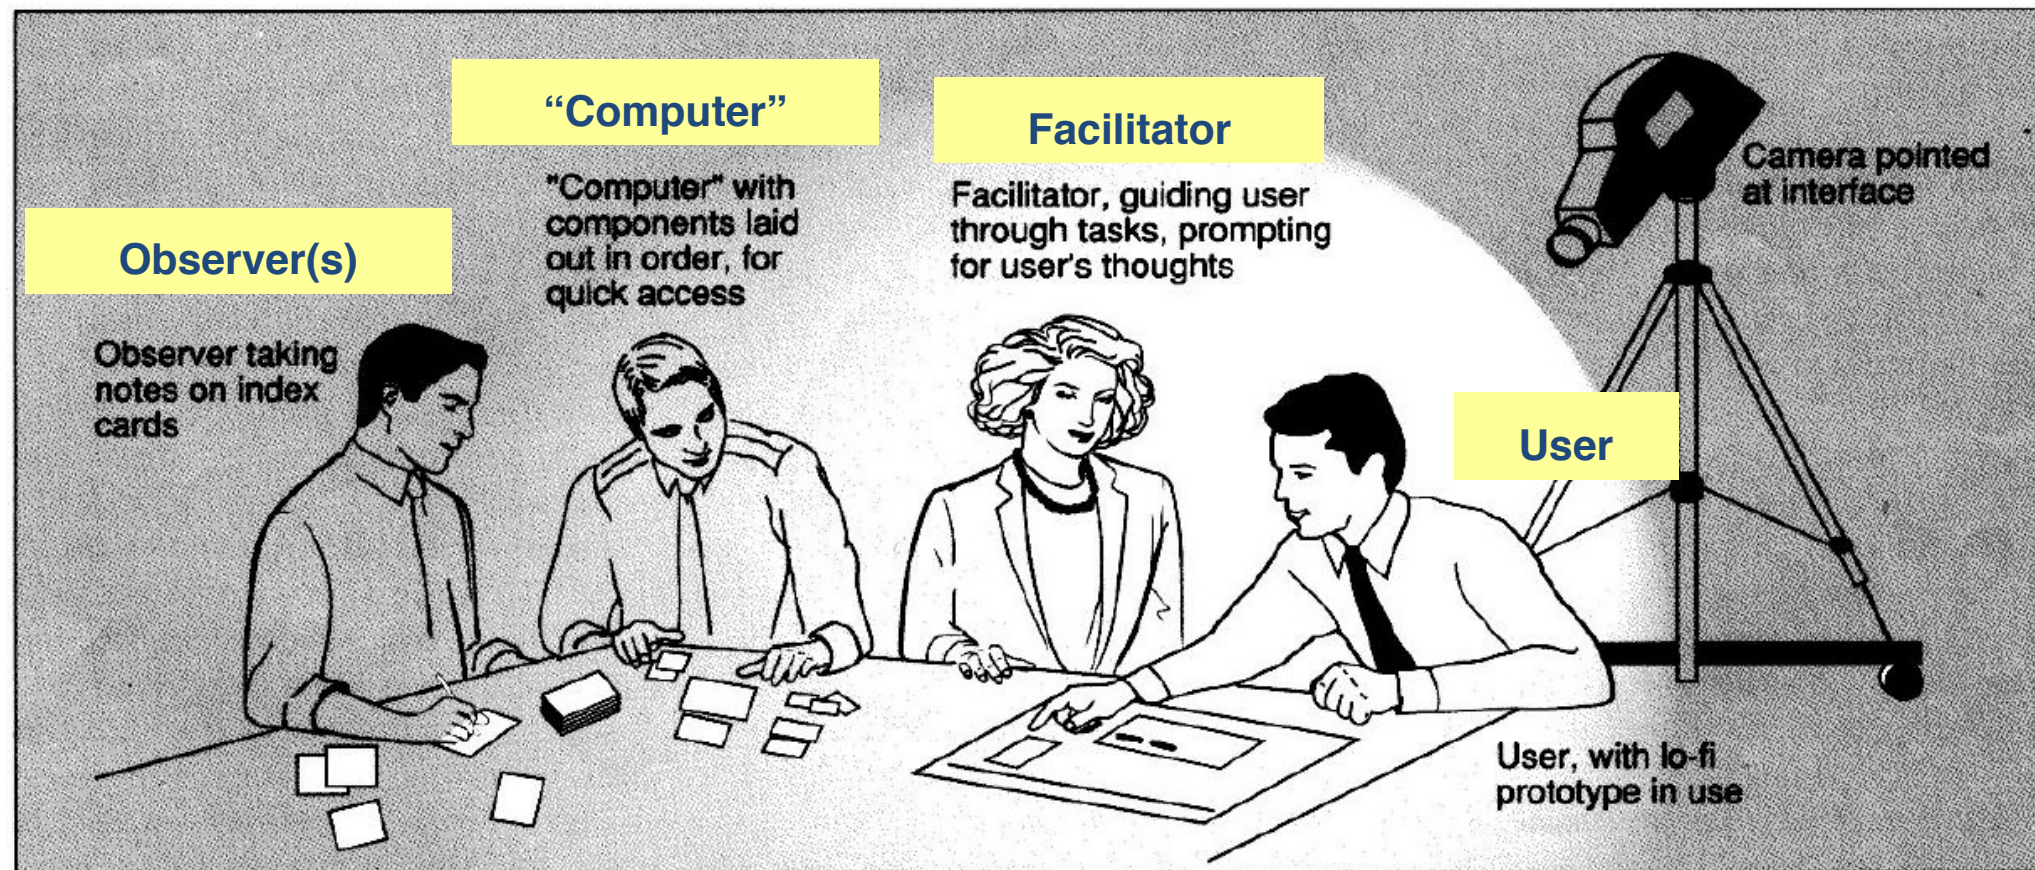 “Computer”
Facilitator
Observer(s)
User
"Computer" with
components laid
out in order, for
quick access
Facilitator, guiding user
through tasks, prompting
for user's thoughts
Camera pointed
at interface
Observer taking
notes on index
cards
User, with lo-fi
prototype in use